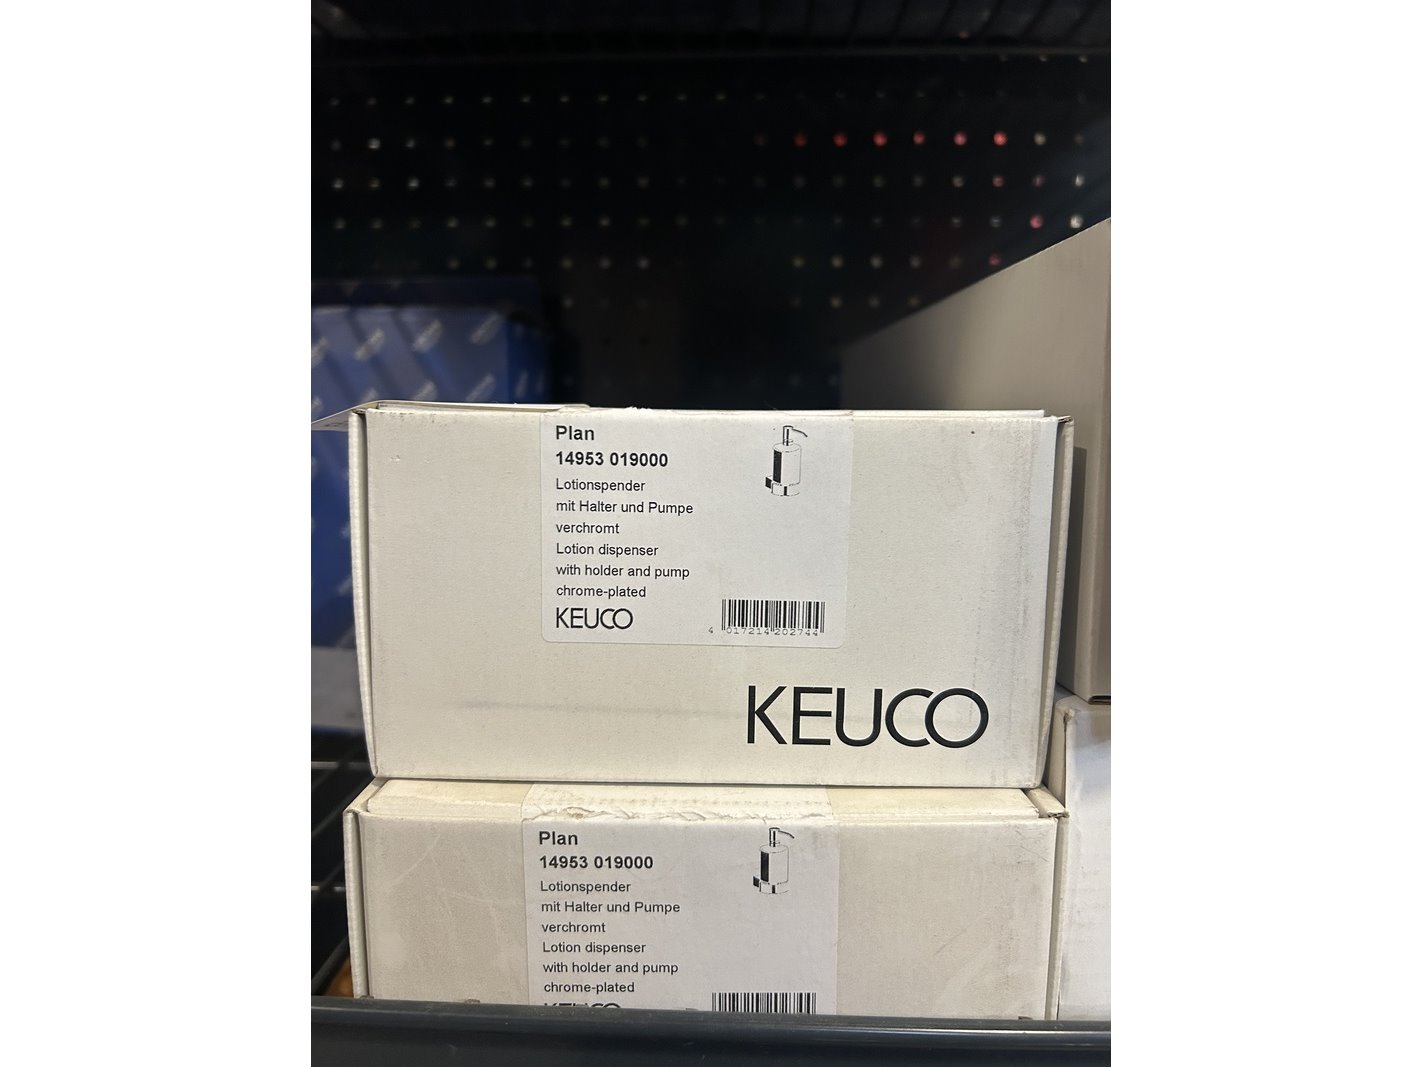 Plan
14953 019000
Lotionspender
mit Halter und Pumpe
verchromt
Lotion dispenser
with holder and pump
chrome-plated
KEUCO
4 017214 202744
KEUCO
Plan
14953 019000
Lotionspender
mit Halter und Pumpe
verchromt
Lotion dispenser
with holder and pump
chrome-plated
KEUCO